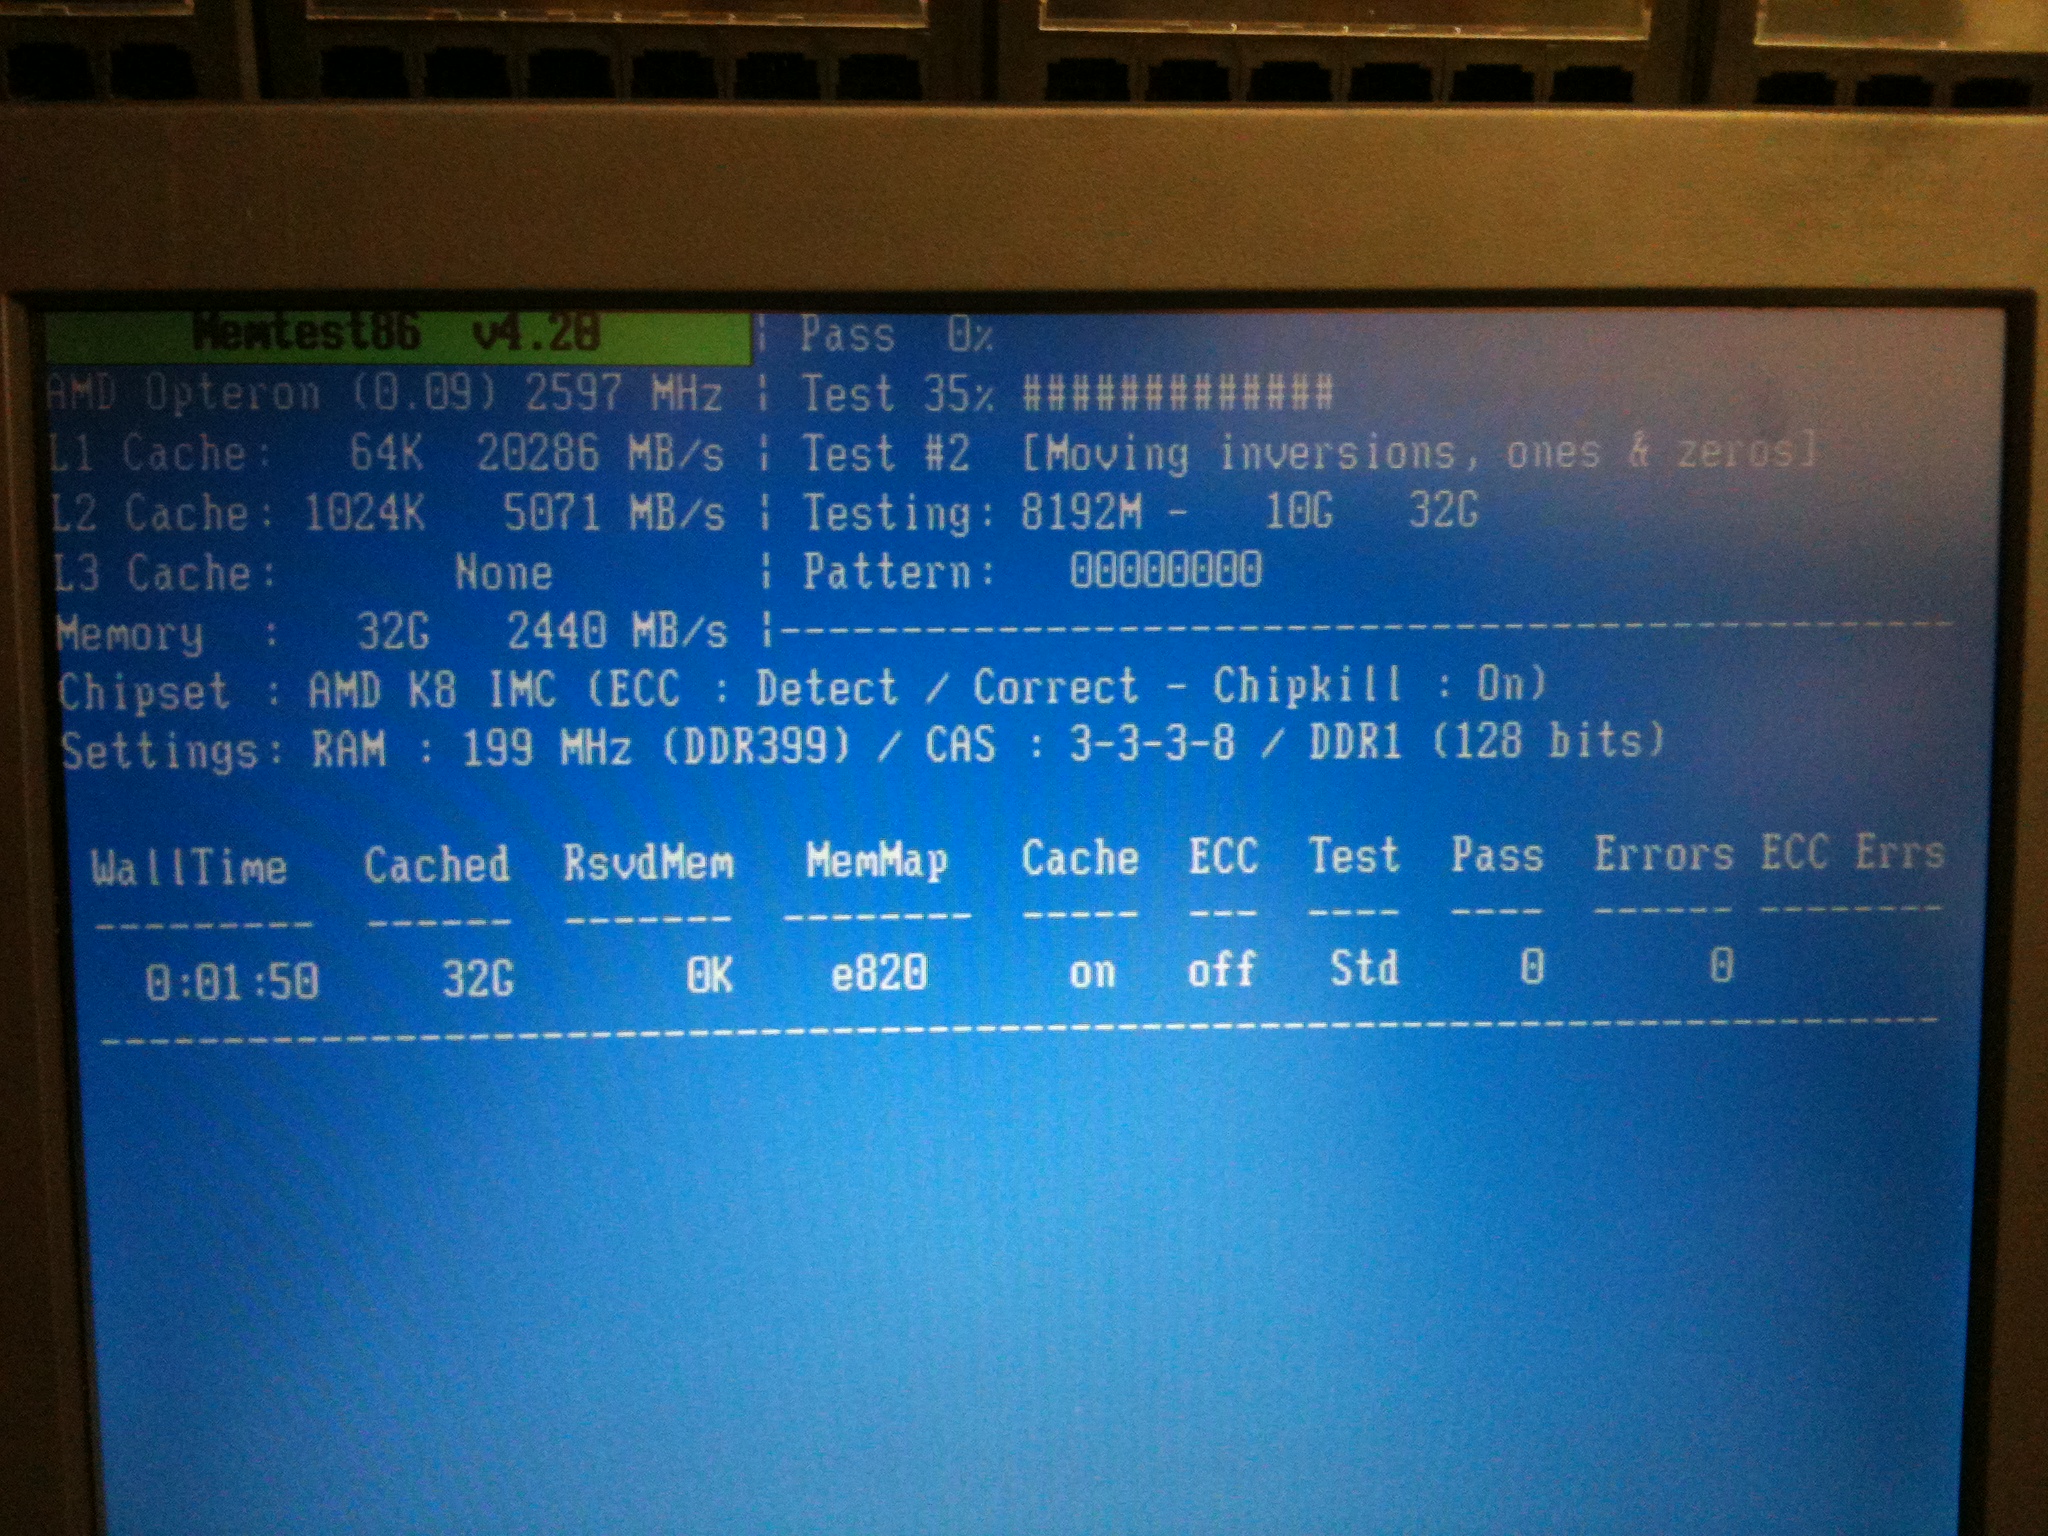 Memtest86 v4.20 | Pass 0%
AMD Opteron (0.09) 2597 MHz | Test 35% #############
L1 Cache: 64K 20286 MB/s | Test #2 [Moving inversions, ones & zeros]
L2 Cache: 1024K 5071 MB/s | Testing: 8192M - 10G 32G
L3 Cache: None | Pattern: 00000000
Memory : 32G 2440 MB/s |------------------------------------------------
Chipset : AMD K8 IMC (ECC : Detect / Correct - Chipkill : On)
Settings: RAM : 199 MHz (DDR399) / CAS : 3-3-3-8 / DDR1 (128 bits)
WallTime Cached RsvdMem MemMap Cache ECC Test Pass Errors ECC Errs
--------- ------ ------- -------- ----- --- ---- ---- ------ --------
0:01:50 32G 0K e820 on off Std 0 0
-----------------------------------------------------------------------------